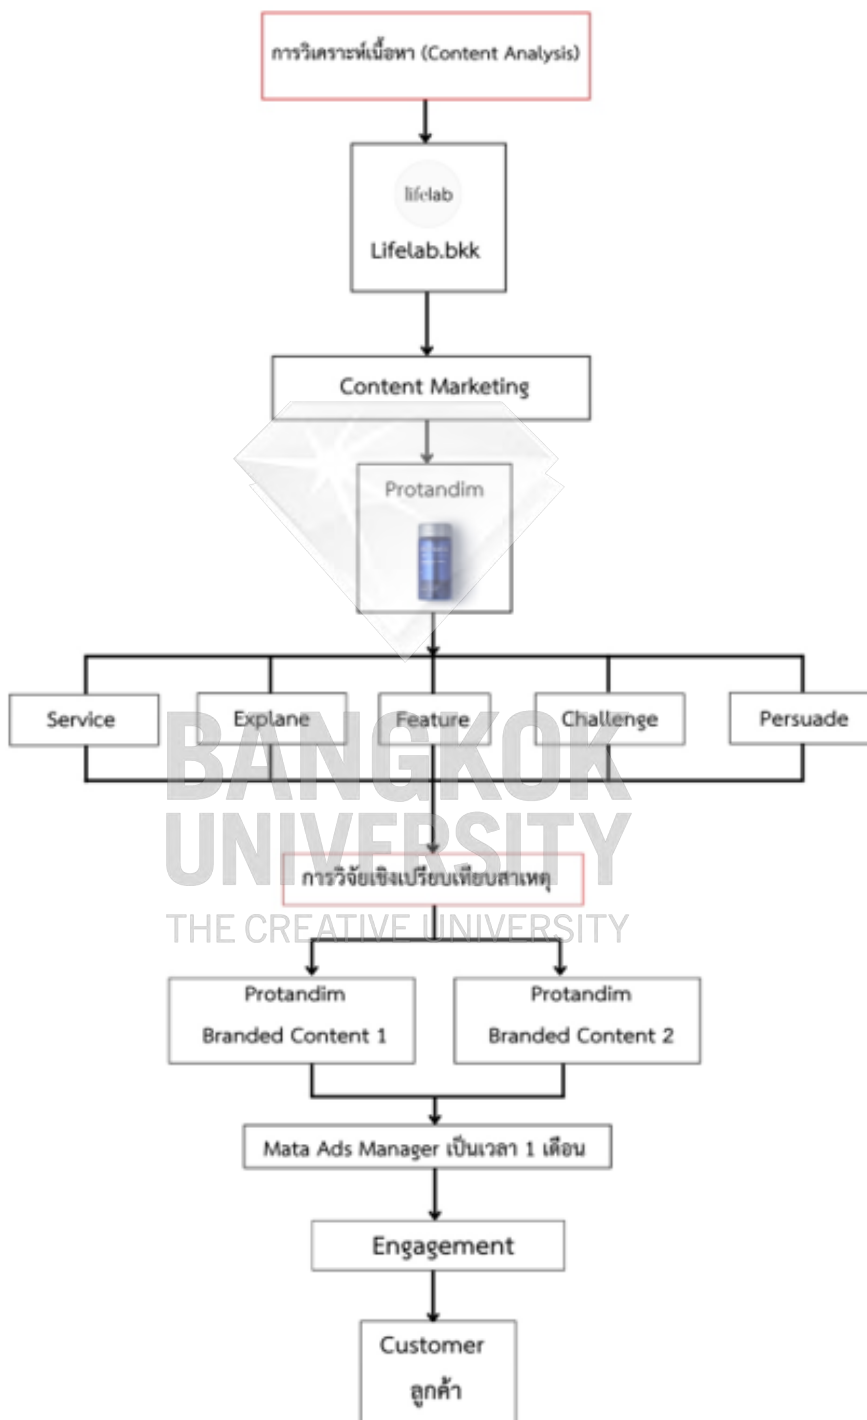 การวิเคราะห์เนื้อหา (Content Analysis)
lifelab
Lifelab.bkk
Content Marketing
Protandim
Service
Explane
Feature
Challenge
Persuade
BANGKOK
UNIVERSITY
การวิจัยเชิงเปรียบเทียบสาเหตุ
THE CREATIVE UNIVERSITY
Protandim
Branded Content 1
Protandim
Branded Content 2
Mata Ads Manager เป็นเวลา 1 เดือน
Engagement
Customer
ลูกค้า